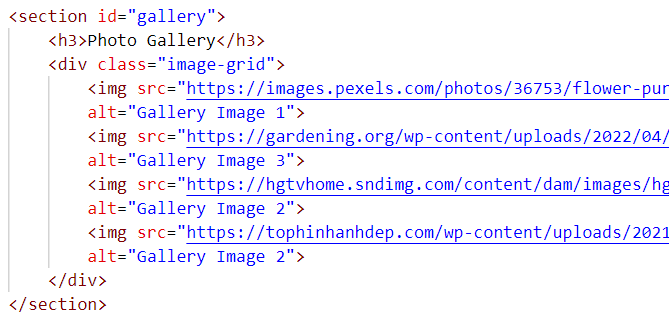 <section id="gallery">
<h3>Photo Gallery</h3>
<div class="image-grid">
<img src="https://images.pexels.com/photos/36753/flower-pur
alt="Gallery Image 1">
<img src="https://gardening.org/wp-content/uploads/2022/04/
alt="Gallery Image 3">
<img src="https://hgtvhome.sndimg.com/content/dam/images/hg
alt="Gallery Image 2">
<img src="https://tophinhanhdep.com/wp-content/uploads/2021
alt="Gallery Image 2">
</div>
</section>